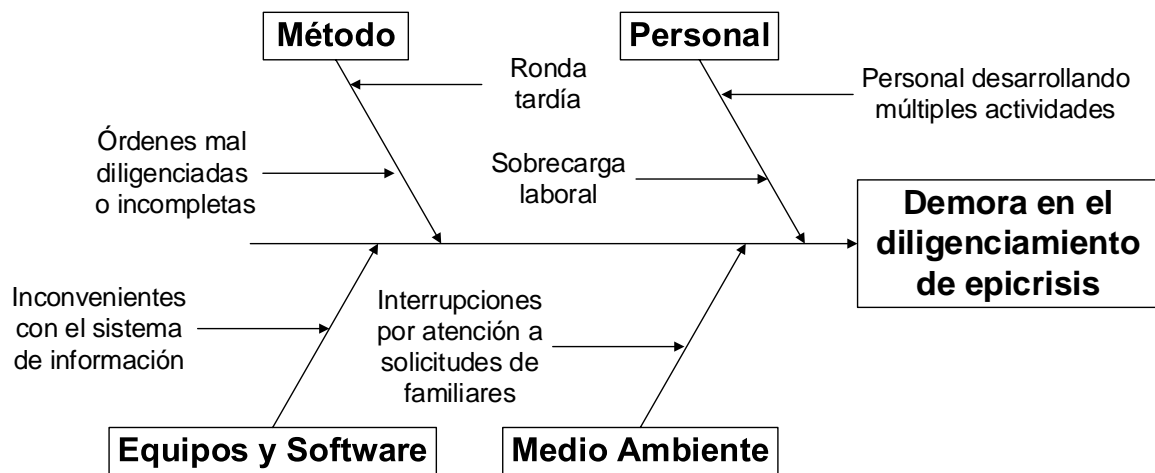 Método
Personal
Ronda
tardía
Personal desarrollando
múltiples actividades
Órdenes mal
diligenciadas
o incompletas
Sobrecarga
laboral
Demora en el
diligenciamiento
de epicrisis
Inconvenientes
con el sistema
de información
Interrupciones
por atención a
solicitudes de
familiares
Equipos y Software
Medio Ambiente